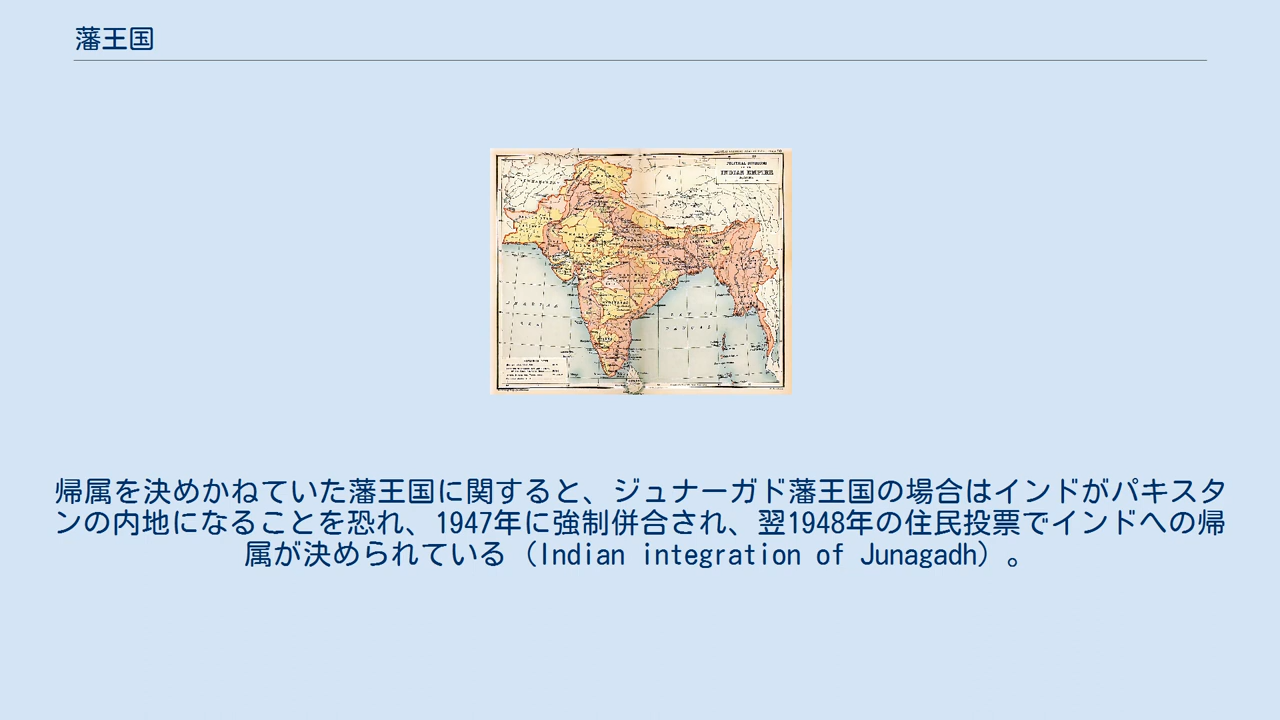 藩王国
INDIAN EMPIRE
帰属を決めかねていた藩王国に関すると、ジュナーガド藩王国の場合はインドがパキスタ
ンの内地になることを恐れ、1947年に強制併合され、翌1948年の住民投票でインドへの帰
属が決められている（Indian integration of Junagadh）。